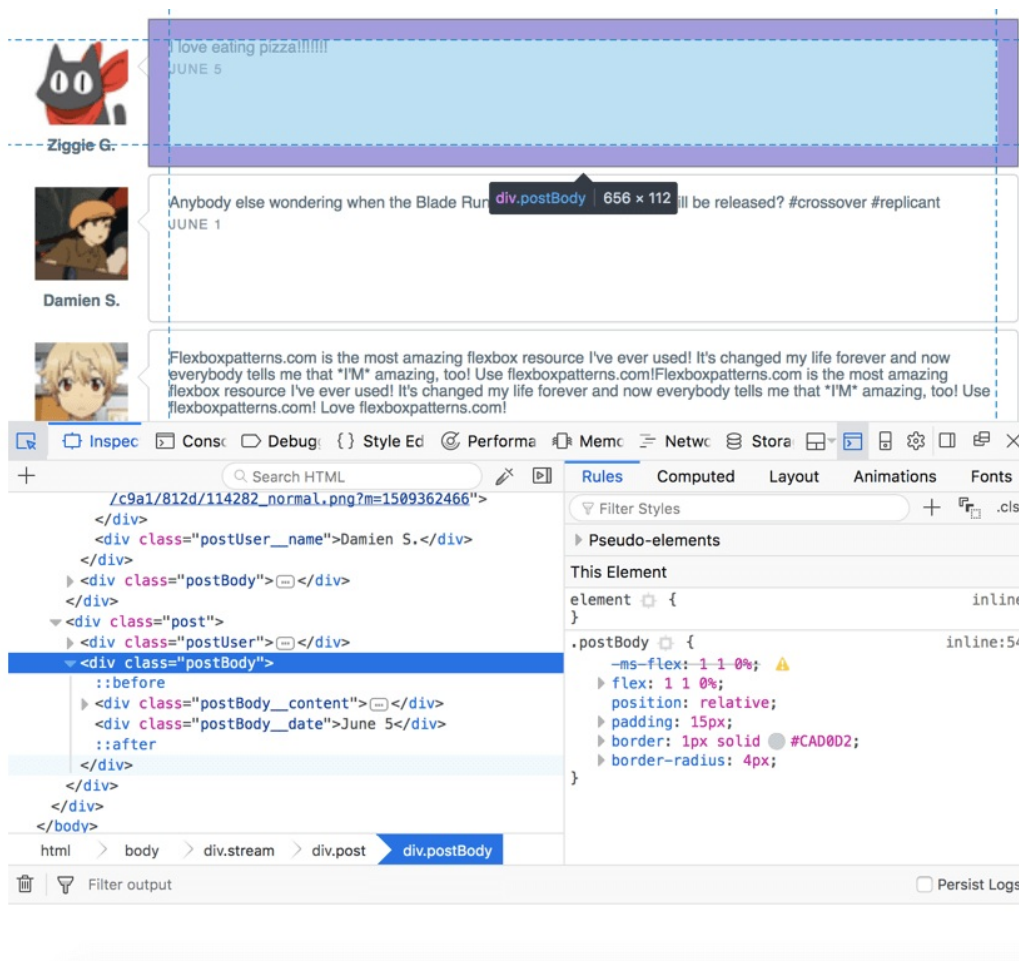 I love eating pizza!!!!!!!
JUNE 5
Ziggie G.
Anybody else wondering when the Blade Run
ill be released? #crossover #replicant
div.postBody 656 × 112
JUNE 1
Damien S.
Flexboxpatterns.com is the most amazing flexbox resource I've ever used! It's changed my life forever and now
everybody tells me that *I'M* amazing, too! Use flexboxpatterns.com!Flexboxpatterns.com is the most amazing
flexbox resource I've ever used! It's changed my life forever and now everybody tells me that *I'M* amazing, too! Use
flexboxpatterns.com! Love flexboxpatterns.com!
Inspec Cons Debug {} Style Ed Performa Memo Netwo Stora
+ Search HTML
Rules Computed Layout Animations Fonts
Filter Styles + .cls
/c9a1/812d/114282_normal.png?m=1509362466">
</div>
<div class="postUser__name">Damien S.</div>
</div>
<div class="postBody">…</div>
</div>
<div class="post">
<div class="postUser">…</div>
<div class="postBody">
::before
<div class="postBody__content">…</div>
<div class="postBody__date">June 5</div>
::after
</div>
</div>
</div>
</body>
Pseudo-elements
This Element
element { inline
}
.postBody { inline:54
-ms-flex: 1 1 0%;
flex: 1 1 0%;
position: relative;
padding: 15px;
border: 1px solid #CAD0D2;
border-radius: 4px;
}
html body div.stream div.post div.postBody
Filter output
Persist Logs